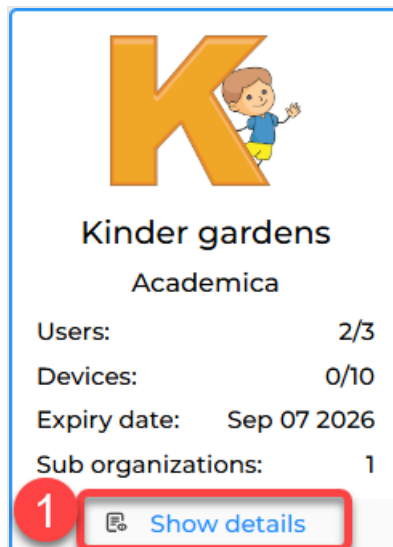 K
Kinder gardens
Academica
Users: 2/3
Devices: 0/10
Expiry date: Sep 07 2026
Sub organizations: 1
1 Show details